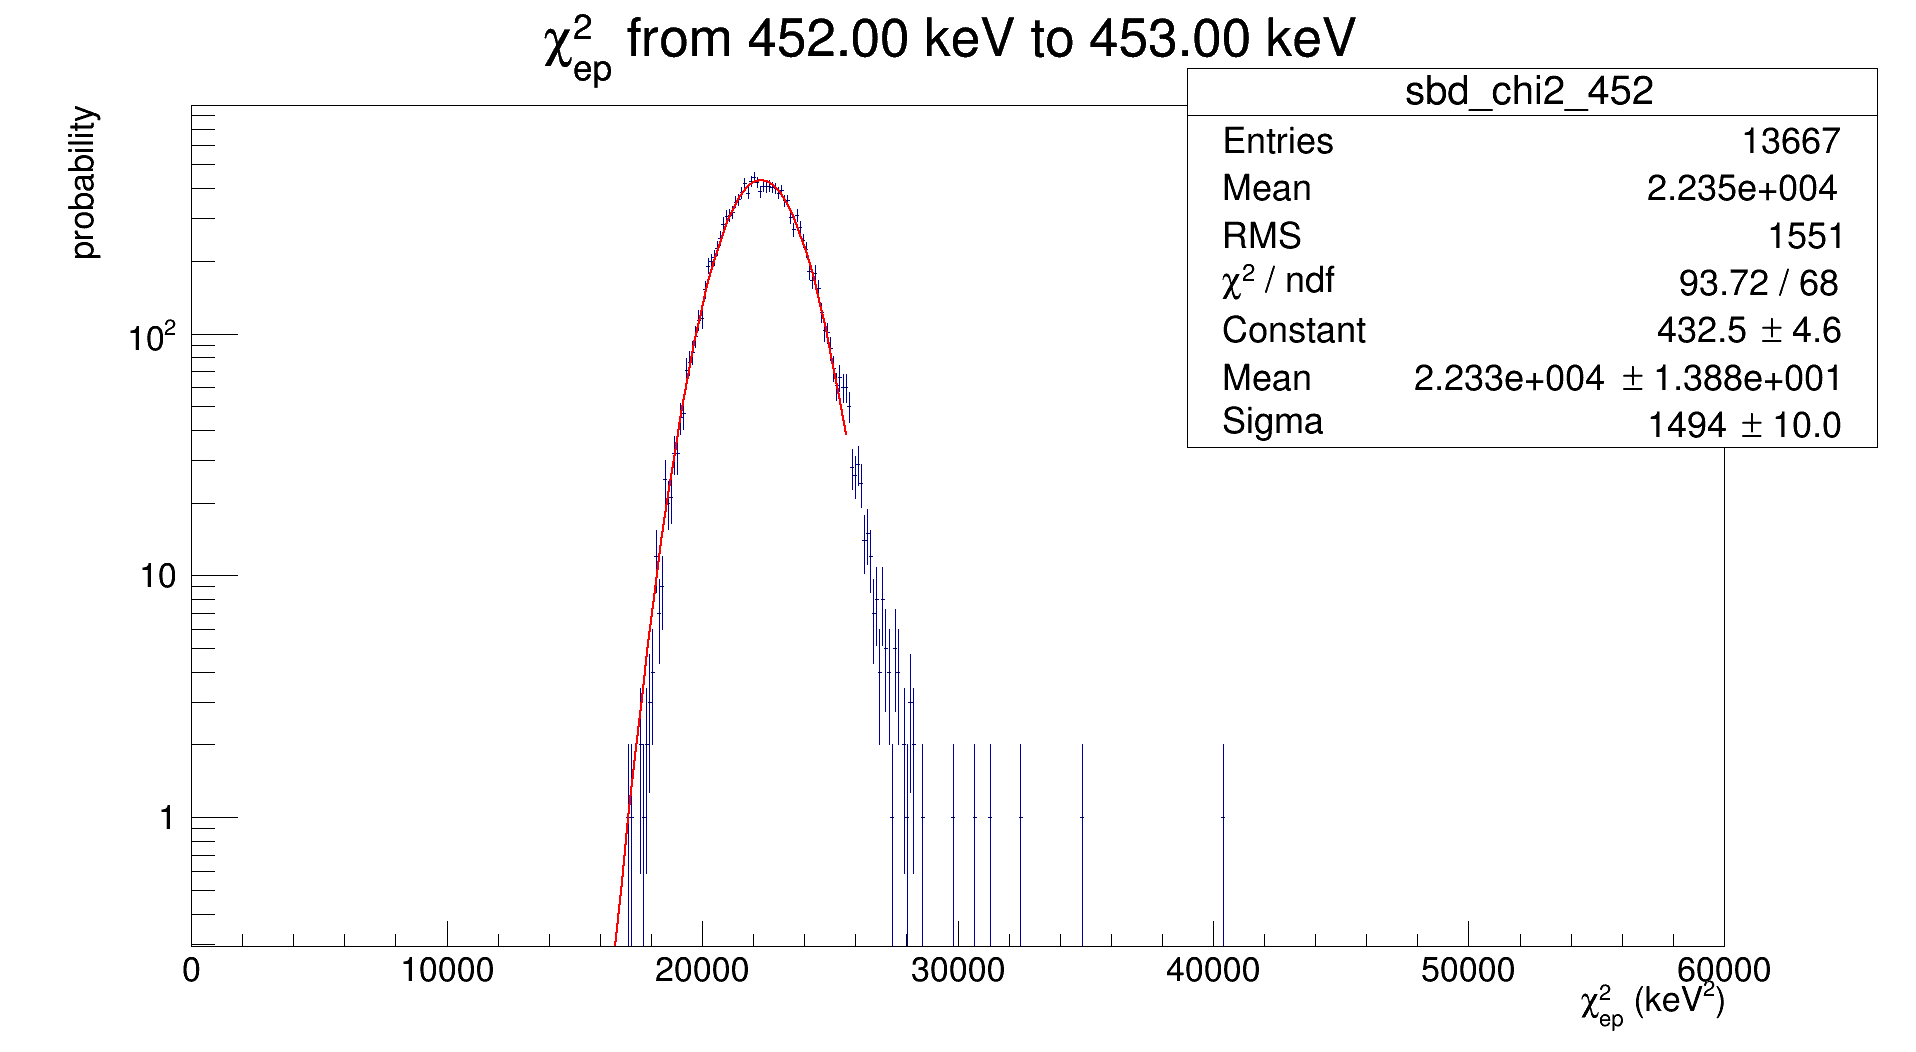 χ²ep from 452.00 keV to 453.00 keV
sbd_chi2_452
Entries 13667
Mean 2.235e+004
RMS 1551
χ² / ndf 93.72 / 68
Constant 432.5 ± 4.6
Mean 2.233e+004 ± 1.388e+001
Sigma 1494 ± 10.0
probability
10²
10
1
0 10000 20000 30000 40000 50000 60000
χ²ep (keV²)